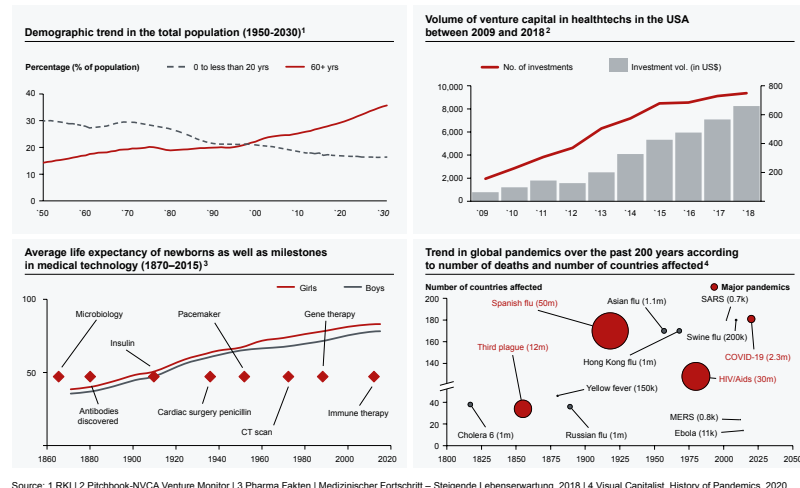 Demographic trend in the total population (1950-2030)1
Percentage (% of population)
0 to less than 20 yrs
60+ yrs
40
30
20
10
0
`50
`60
`70
`80
`90
`00
`10
`20
`30
Volume of venture capital in healthtechs in the USA
between 2009 and 20182
No. of investments
Investment vol. (in US$)
10,000
8,000
6,000
4,000
2,000
0
800
600
400
200
`09
`10
`11
`12
`13
`14
`15
`16
`17
`18
Average life expectancy of newborns as well as milestones
in medical technology (1870–2015)3
Girls
Boys
100
50
Microbiology
Pacemaker
Gene therapy
Insulin
Antibodies
discovered
Cardiac surgery penicillin
CT scan
Immune therapy
1860
1880
1900
1920
1940
1960
1980
2000
2020
Trend in global pandemics over the past 200 years according
to number of deaths and number of countries affected4
Number of countries affected
Major pandemics
200
180
160
140
40
20
0
Spanish flu (50m)
Asian flu (1.1m)
SARS (0.7k)
Swine flu (200k)
Third plague (12m)
Hong Kong flu (1m)
COVID-19 (2.3m)
HIV/Aids (30m)
Yellow fever (150k)
MERS (0.8k)
Ebola (11k)
Cholera 6 (1m)
Russian flu (1m)
1800
1825
1850
1875
1900
1925
1950
1975
2000
2025
2050
Source: 1 RKI | 2 Pitchbook-NVCA Venture Monitor | 3 Pharma Fakten | Medizinischer Fortschritt – Steigende Lebenserwartung, 2018 | 4 Visual Capitalist, History of Pandemics, 2020